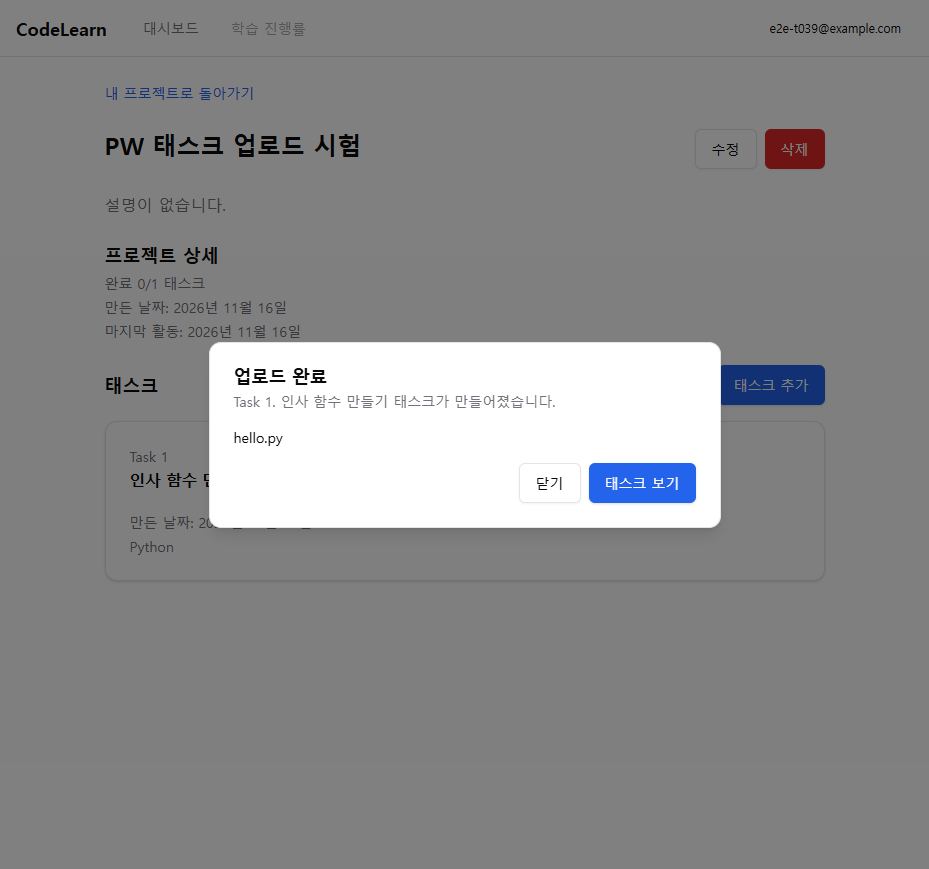 CodeLearn
대시보드
학습 진행률
e2e-t039@example.com
내 프로젝트로 돌아가기
PW 태스크 업로드 시험
수정
삭제
설명이 없습니다.
프로젝트 상세
완료 0/1 태스크
만든 날짜: 2026년 11월 16일
마지막 활동: 2026년 11월 16일
태스크
태스크 추가
업로드 완료
Task 1. 인사 함수 만들기 태스크가 만들어졌습니다.
hello.py
닫기
태스크 보기
Task 1
인사 함수
만든 날짜:
Python